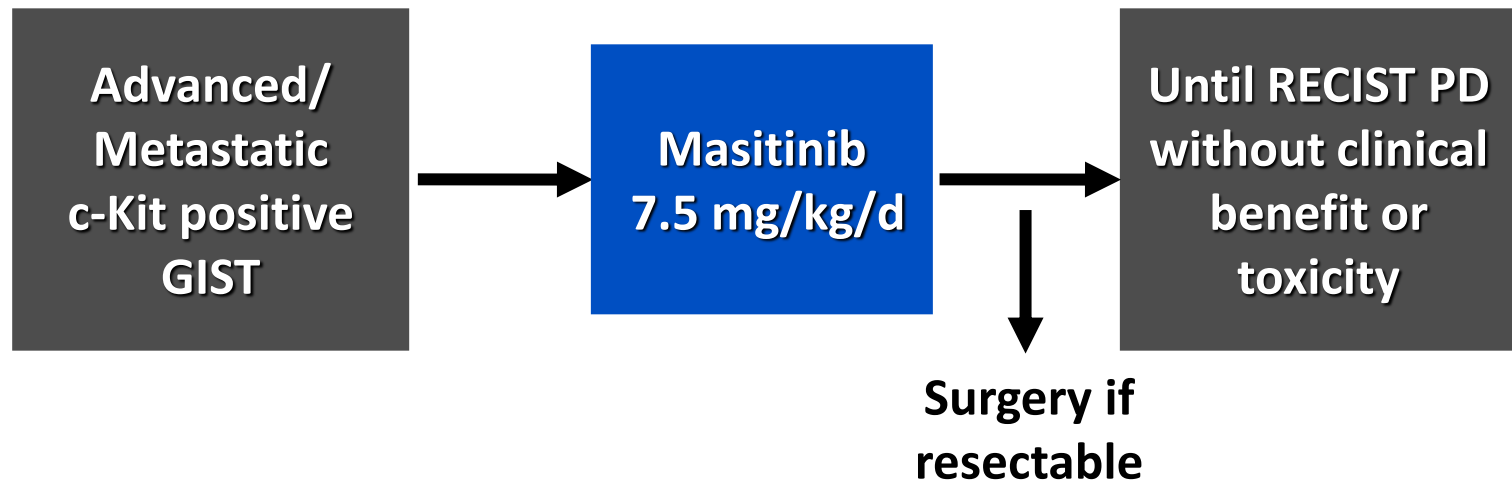 Advanced/
Metastatic
c-Kit positive
GIST
Masitinib
7.5 mg/kg/d
Until RECIST PD
without clinical
benefit or
toxicity
Surgery if
resectable